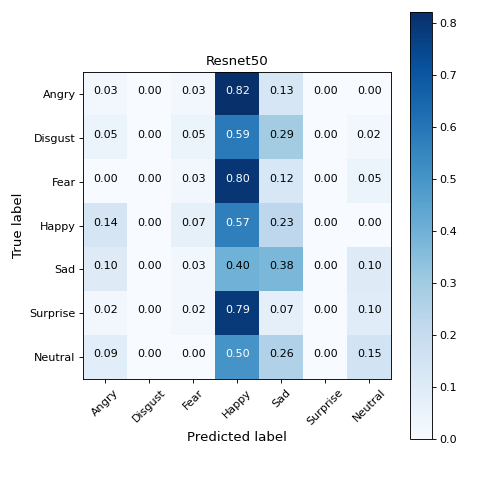 Resnet50
True label
Angry 0.03 0.00 0.03 0.82 0.13 0.00 0.00
Disgust 0.05 0.00 0.05 0.59 0.29 0.00 0.02
Fear 0.00 0.00 0.03 0.80 0.12 0.00 0.05
Happy 0.14 0.00 0.07 0.57 0.23 0.00 0.00
Sad 0.10 0.00 0.03 0.40 0.38 0.00 0.10
Surprise 0.02 0.00 0.02 0.79 0.07 0.00 0.10
Neutral 0.09 0.00 0.00 0.50 0.26 0.00 0.15
Angry Disgust Fear Happy Sad Surprise Neutral
Predicted label
0.8
0.7
0.6
0.5
0.4
0.3
0.2
0.1
0.0